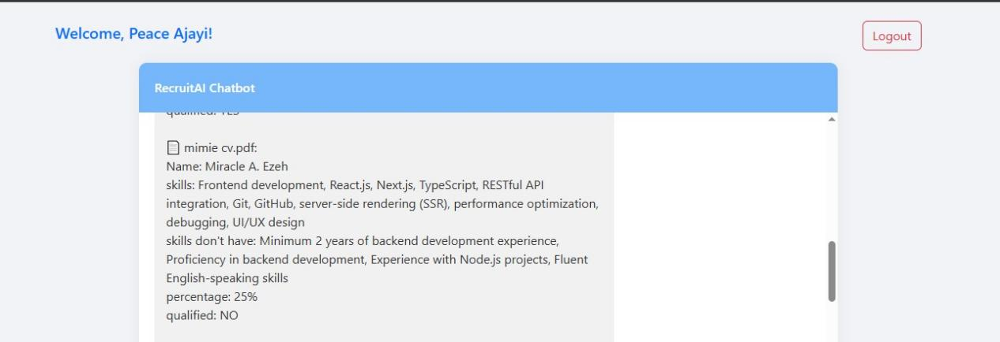 Welcome, Peace Ajayi!
Logout
RecruitAI Chatbot
qualified: YES
mimie cv.pdf:
Name: Miracle A. Ezeh
skills: Frontend development, React.js, Next.js, TypeScript, RESTful API
integration, Git, GitHub, server-side rendering (SSR), performance optimization,
debugging, UI/UX design
skills don't have: Minimum 2 years of backend development experience,
Proficiency in backend development, Experience with Node.js projects, Fluent
English-speaking skills
percentage: 25%
qualified: NO